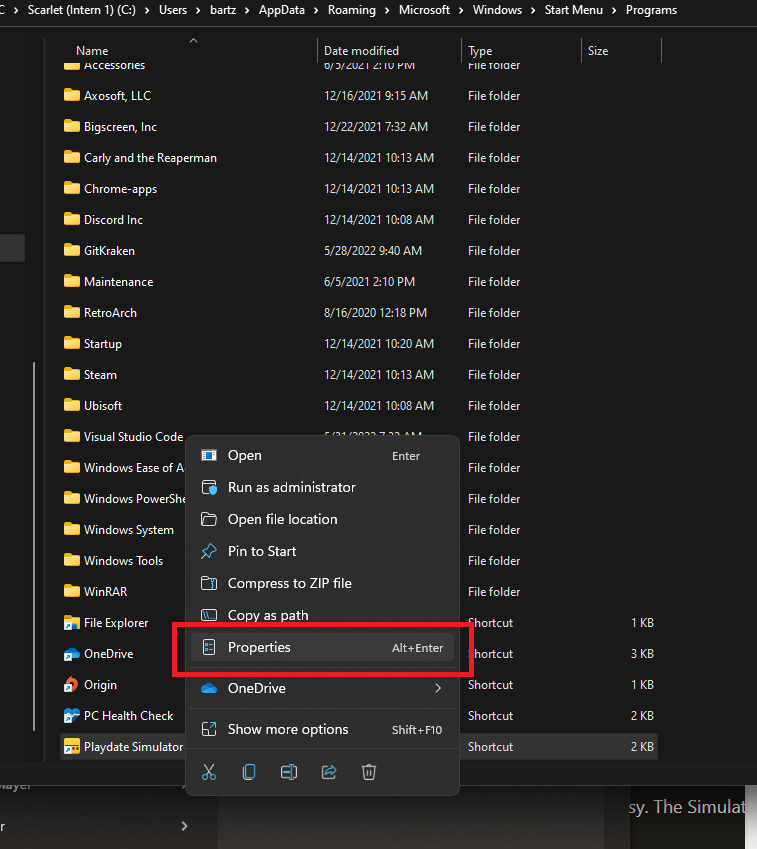 C > Scarlet (Intern 1) (C:) > Users > bartz > AppData > Roaming > Microsoft > Windows > Start Menu > Programs
Name Date modified Type Size
Accessories 6/5/2021 2:10 PM File folder
Axosoft, LLC 12/16/2021 9:15 AM File folder
Bigscreen, Inc 12/22/2021 7:32 AM File folder
Carly and the Reaperman 12/14/2021 10:13 AM File folder
Chrome-apps 12/14/2021 10:13 AM File folder
Discord Inc 12/14/2021 10:08 AM File folder
GitKraken 5/28/2022 9:40 AM File folder
Maintenance 6/5/2021 2:10 PM File folder
RetroArch 8/16/2020 12:18 PM File folder
Startup 12/14/2021 10:20 AM File folder
Steam 12/14/2021 10:13 AM File folder
Ubisoft 12/14/2021 10:08 AM File folder
Visual Studio Code File folder
Windows Ease of A File folder
Windows PowerShe File folder
Windows System File folder
Windows Tools File folder
WinRAR File folder
File Explorer Shortcut 1 KB
OneDrive Shortcut 3 KB
Origin Shortcut 1 KB
PC Health Check Shortcut 2 KB
Playdate Simulator Shortcut 2 KB
Open Enter
Run as administrator
Open file location
Pin to Start
Compress to ZIP file
Copy as path
Properties Alt+Enter
OneDrive >
Show more options Shift+F10
sy. The Simulat
r >